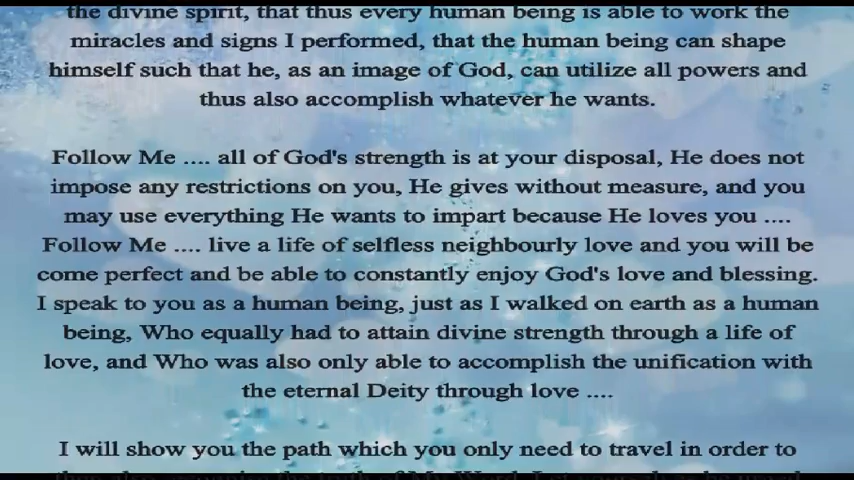 the divine spirit, that thus every human being is able to work the
miracles and signs I performed, that the human being can shape
himself such that he, as an image of God, can utilize all powers and
thus also accomplish whatever he wants.
Follow Me .... all of God's strength is at your disposal, He does not
impose any restrictions on you, He gives without measure, and you
may use everything He wants to impart because He loves you ....
Follow Me .... live a life of selfless neighbourly love and you will be
come perfect and be able to constantly enjoy God's love and blessing.
I speak to you as a human being, just as I walked on earth as a human
being, Who equally had to attain divine strength through a life of
love, and Who was also only able to accomplish the unification with
the eternal Deity through love ....
I will show you the path which you only need to travel in order to